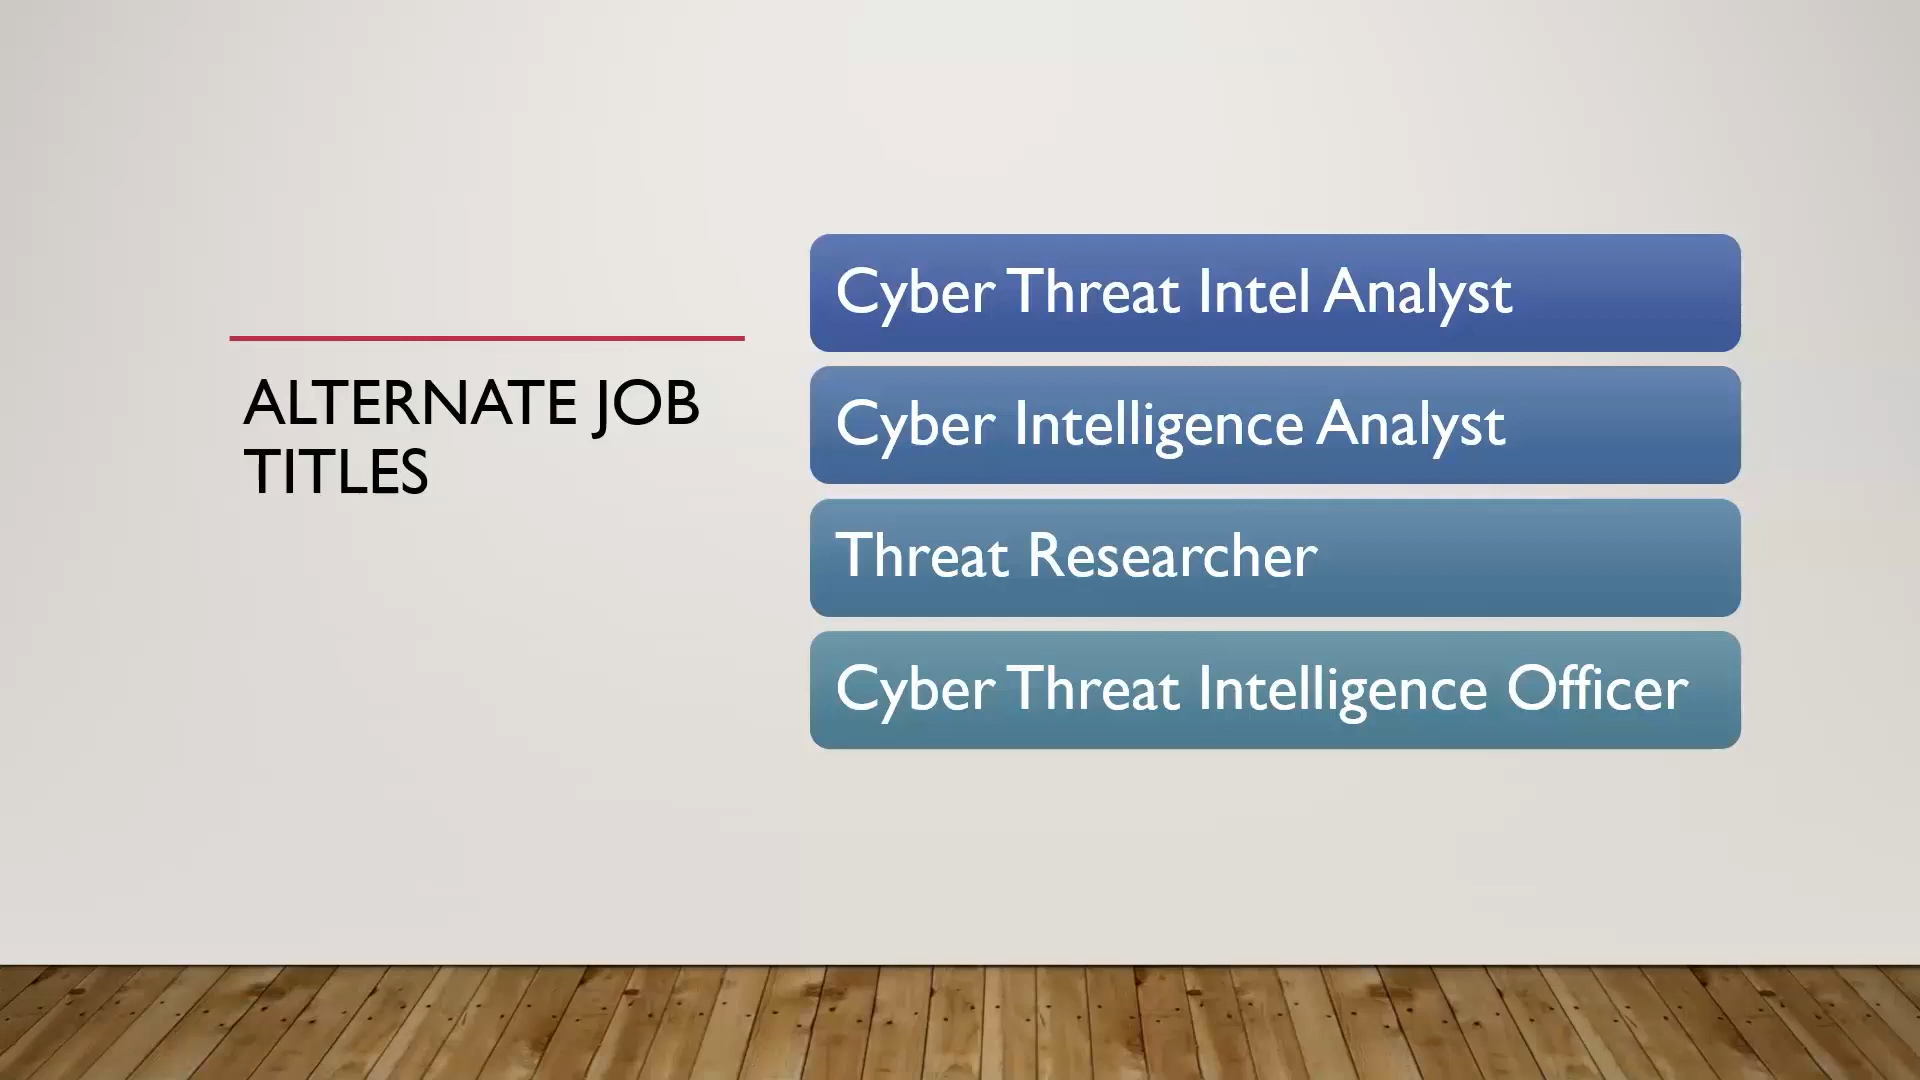 ALTERNATE JOB
TITLES
Cyber Threat Intel Analyst
Cyber Intelligence Analyst
Threat Researcher
Cyber Threat Intelligence Officer